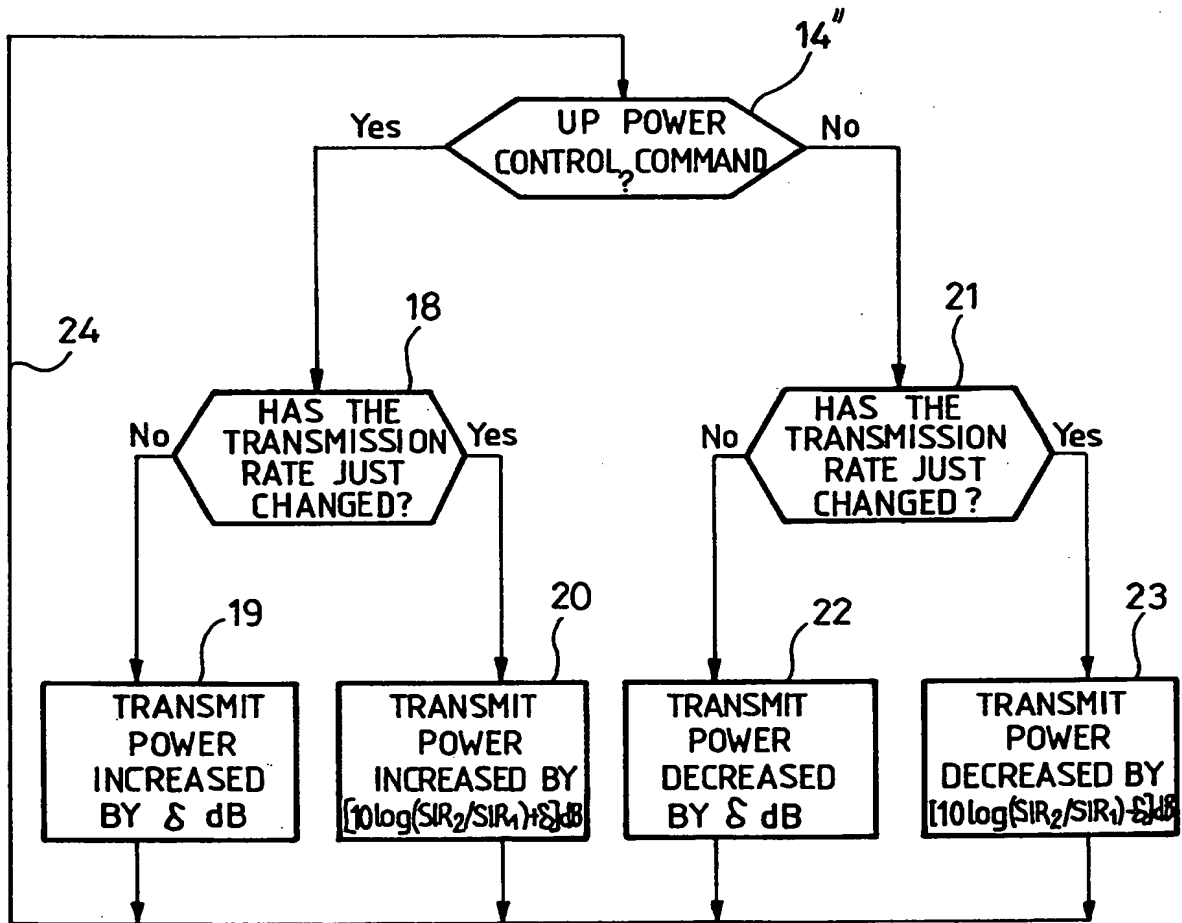 14"
UP POWER
CONTROL COMMAND
?
Yes
No
24
18
21
HAS THE
TRANSMISSION
RATE JUST
CHANGED?
No
Yes
HAS THE
TRANSMISSION
RATE JUST
CHANGED?
No
Yes
19
20
22
23
TRANSMIT
POWER
INCREASED
BY δ dB
TRANSMIT
POWER
INCREASED BY
[10log(SIR₂/SIR₁)+δ]dB
TRANSMIT
POWER
DECREASED
BY δ dB
TRANSMIT
POWER
DECREASED BY
[10log(SIR₂/SIR₁)-δ]dB